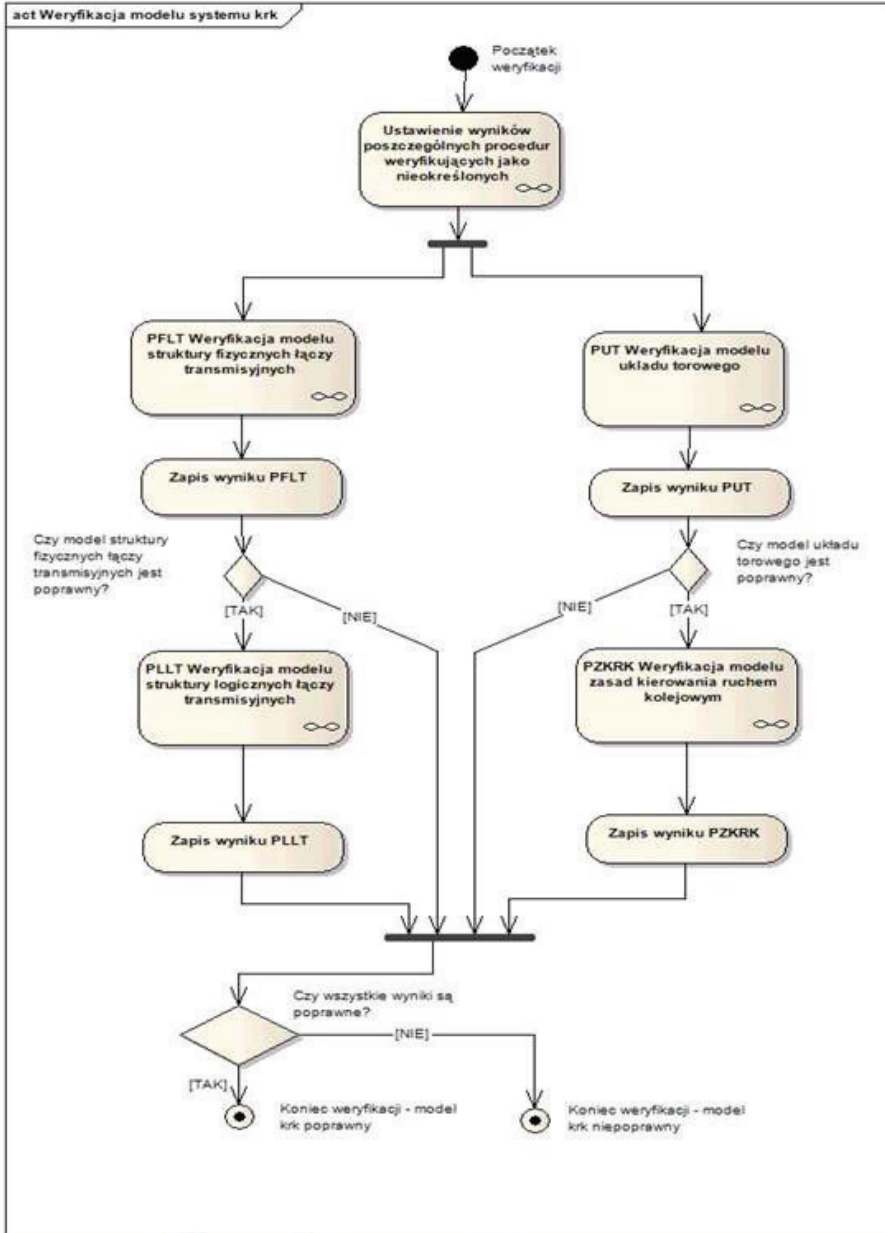 act Weryfikacja modelu systemu krk
Początek
weryfikacji
Ustawienie wyników
poszczególnych procedur
weryfikujących jako
nieokreślonych
PFLT Weryfikacja modelu
struktury fizycznych łączy
transmisyjnych
PUT Weryfikacja modelu
układu torowego
Zapis wyniku PFLT
Zapis wyniku PUT
Czy model struktury
fizycznych łączy
transmisyjnych jest
poprawny?
Czy model układu
torowego jest
poprawny?
[TAK]
[NIE]
[NIE]
[TAK]
PLLT Weryfikacja modelu
struktury logicznych łączy
transmisyjnych
PZKRK Weryfikacja modelu
zasad kierowania ruchem
kolejowym
Zapis wyniku PLLT
Zapis wyniku PZKRK
Czy wszystkie wyniki są
poprawne?
[NIE]
[TAK]
Koniec weryfikacji - model
krk poprawny
Koniec weryfikacji - model
krk niepoprawny